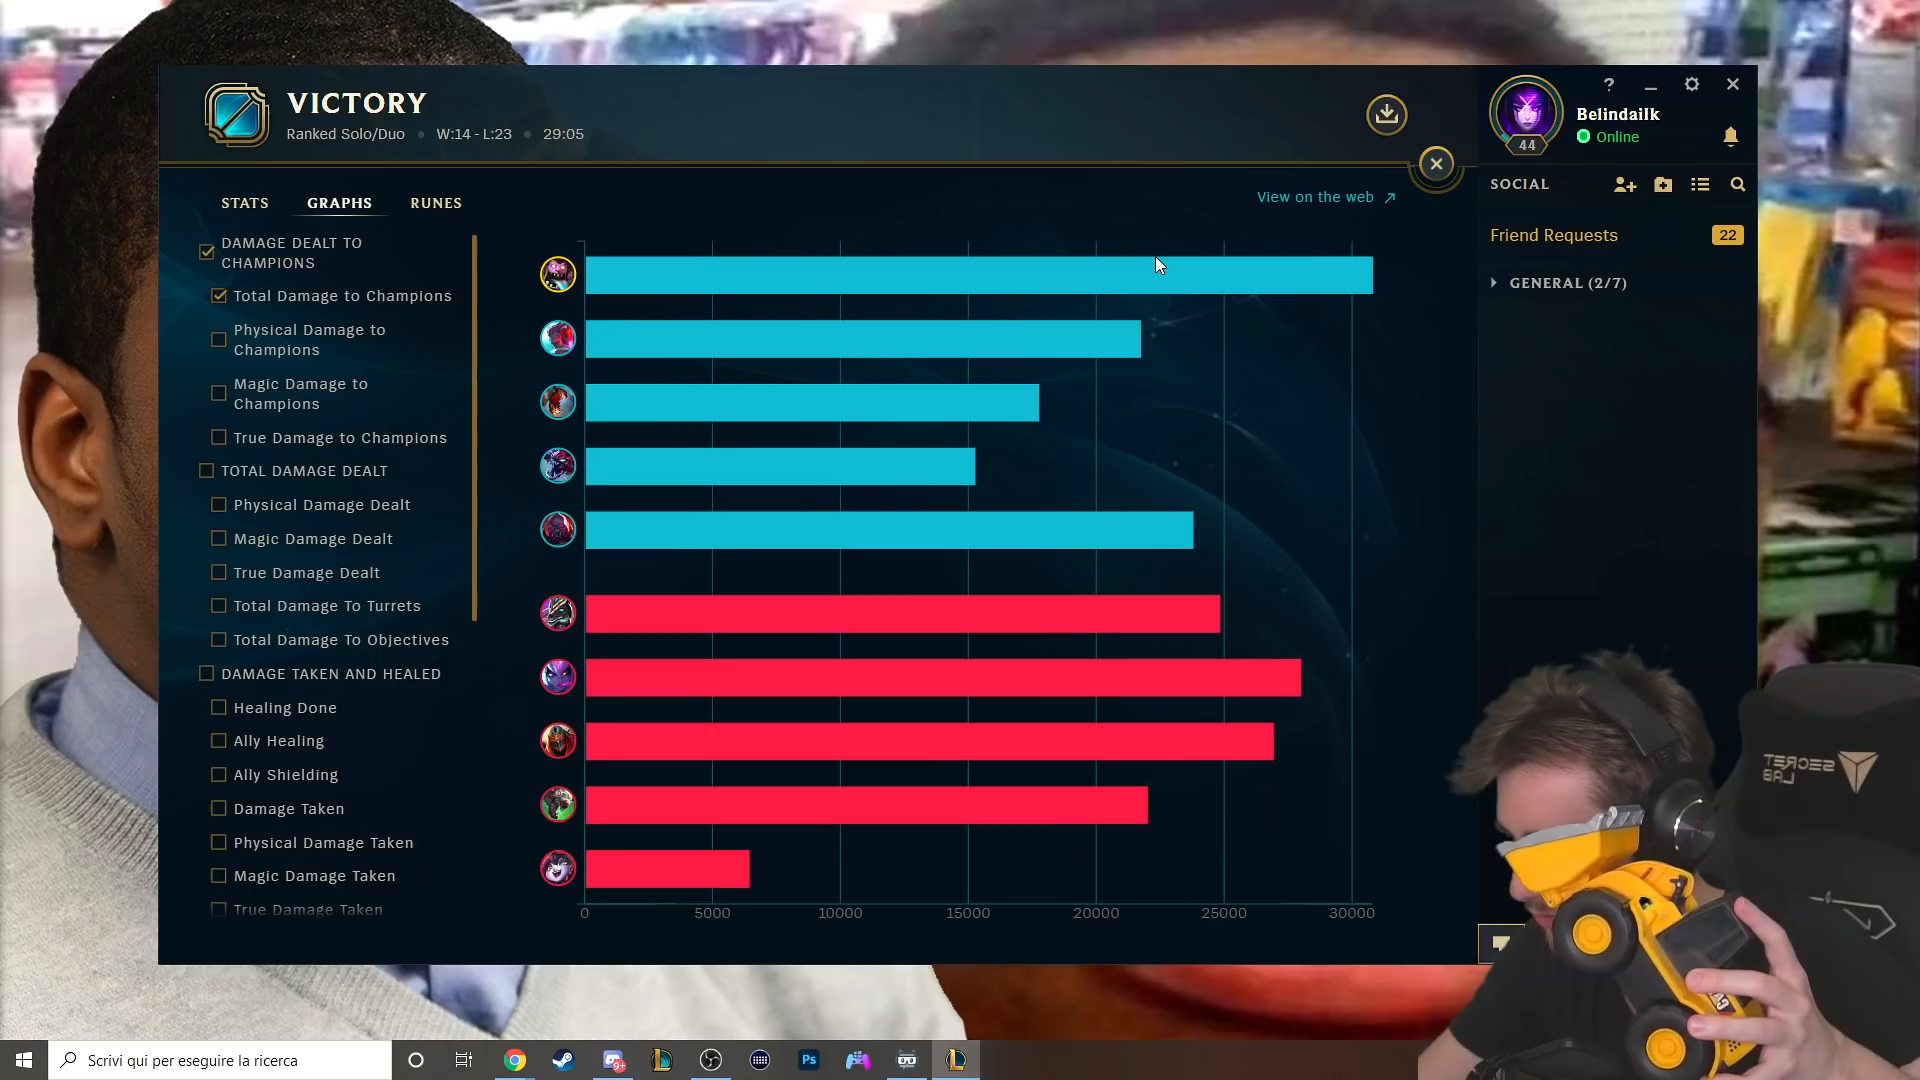 VICTORY
Ranked Solo/Duo • W:14 - L:23 • 29:05
?
BelindaiIk
Online
44
STATS
GRAPHS
RUNES
View on the web
SOCIAL
Friend Requests
22
GENERAL (2/7)
DAMAGE DEALT TO
CHAMPIONS
Total Damage to Champions
Physical Damage to
Champions
Magic Damage to
Champions
True Damage to Champions
TOTAL DAMAGE DEALT
Physical Damage Dealt
Magic Damage Dealt
True Damage Dealt
Total Damage To Turrets
Total Damage To Objectives
DAMAGE TAKEN AND HEALED
Healing Done
Ally Healing
Ally Shielding
Damage Taken
Physical Damage Taken
Magic Damage Taken
True Damage Taken
0
5000
10000
15000
20000
25000
30000
SECRET
LAB
Scrivi qui per eseguire la ricerca
9+
Ps